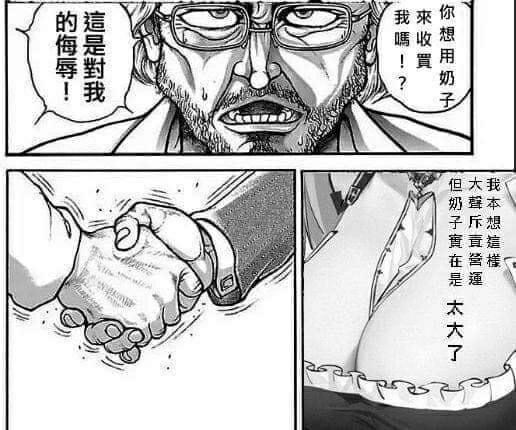 你想用奶子
來收買
我嗎！？
這是對我
的侮辱！
我本想這樣
大聲斥責營運
但奶子實在是
太大了